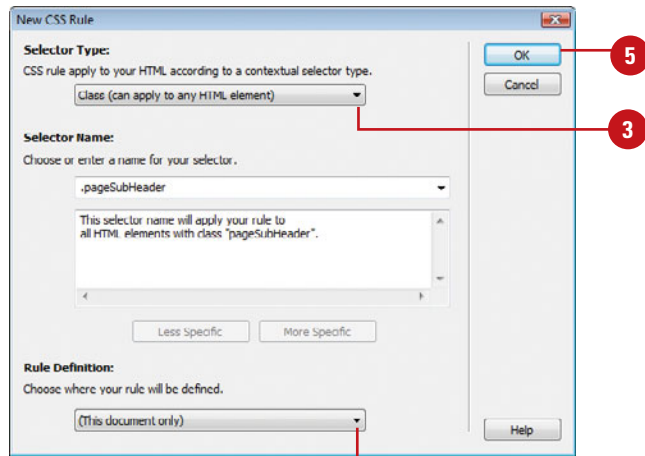 New CSS Rule
Selector Type:
CSS rule apply to your HTML according to a contextual selector type.
Class (can apply to any HTML element)
Selector Name:
Choose or enter a name for your selector.
.pageSubHeader
This selector name will apply your rule to
all HTML elements with class "pageSubHeader".
Less Specific
More Specific
Rule Definition:
Choose where your rule will be defined.
(This document only)
OK
Cancel
Help
5
3